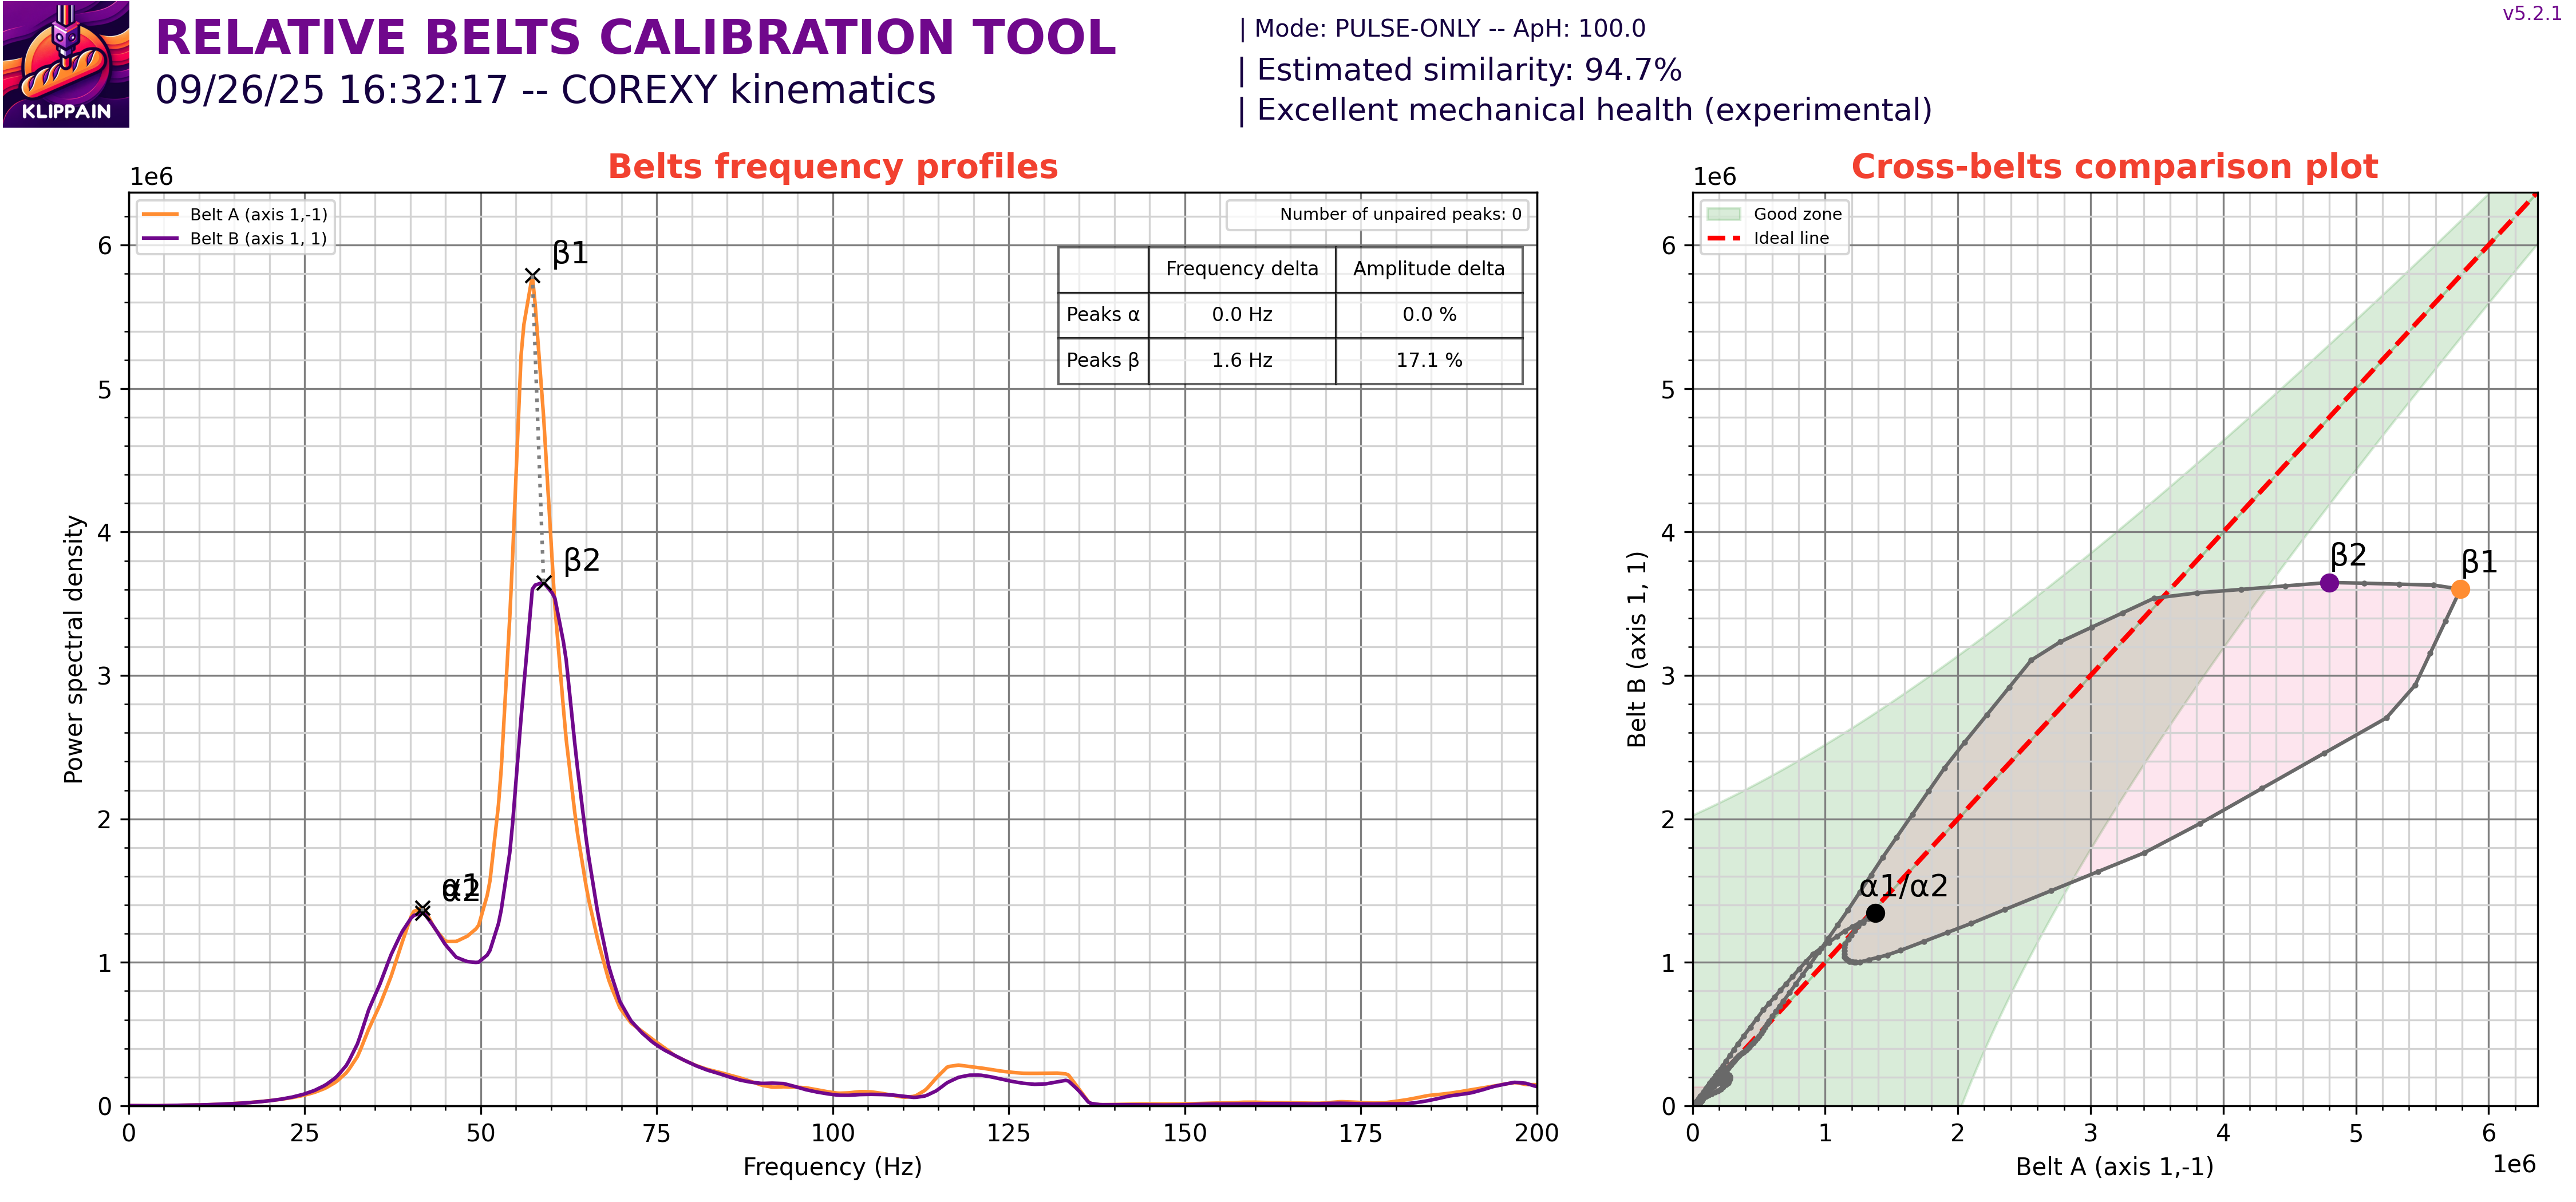 v5.2.1
KLIPPAIN
RELATIVE BELTS CALIBRATION TOOL
09/26/25 16:32:17 -- COREXY kinematics
| Mode: PULSE-ONLY -- ApH: 100.0
| Estimated similarity: 94.7%
| Excellent mechanical health (experimental)
Belts frequency profiles
1e6
Belt A (axis 1,-1)
Belt B (axis 1, 1)
Number of unpaired peaks: 0
Frequency delta Amplitude delta
Peaks α 0.0 Hz 0.0 %
Peaks β 1.6 Hz 17.1 %
β1
β2
α1
α2
6
5
4
3
2
1
0
Power spectral density
0 25 50 75 100 125 150 175 200
Frequency (Hz)
Cross-belts comparison plot
1e6
Good zone
Ideal line
β2
β1
α1/α2
6
5
4
3
2
1
0
Belt B (axis 1, 1)
0 1 2 3 4 5 6
Belt A (axis 1,-1)
1e6